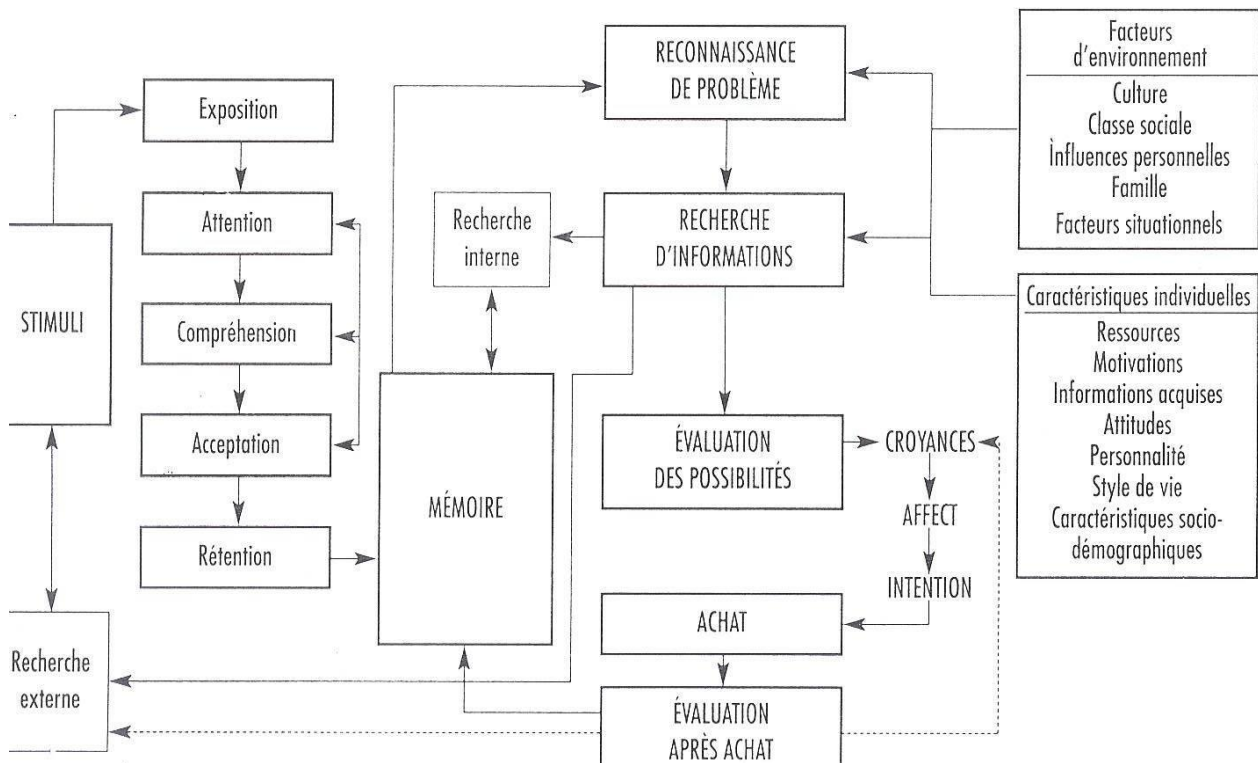 Exposition
Attention
Compréhension
Acceptation
Rétention
STIMULI
Recherche
externe
MÉMOIRE
Recherche
interne
RECONNAISSANCE
DE PROBLÈME
RECHERCHE
D'INFORMATIONS
ÉVALUATION
DES POSSIBILITÉS
CROYANCES
AFFECT
INTENTION
ACHAT
ÉVALUATION
APRÈS ACHAT
Facteurs
d'environnement
Culture
Classe sociale
Influences personnelles
Famille
Facteurs situationnels
Caractéristiques individuelles
Ressources
Motivations
Informations acquises
Attitudes
Personnalité
Style de vie
Caractéristiques socio-
démographiques